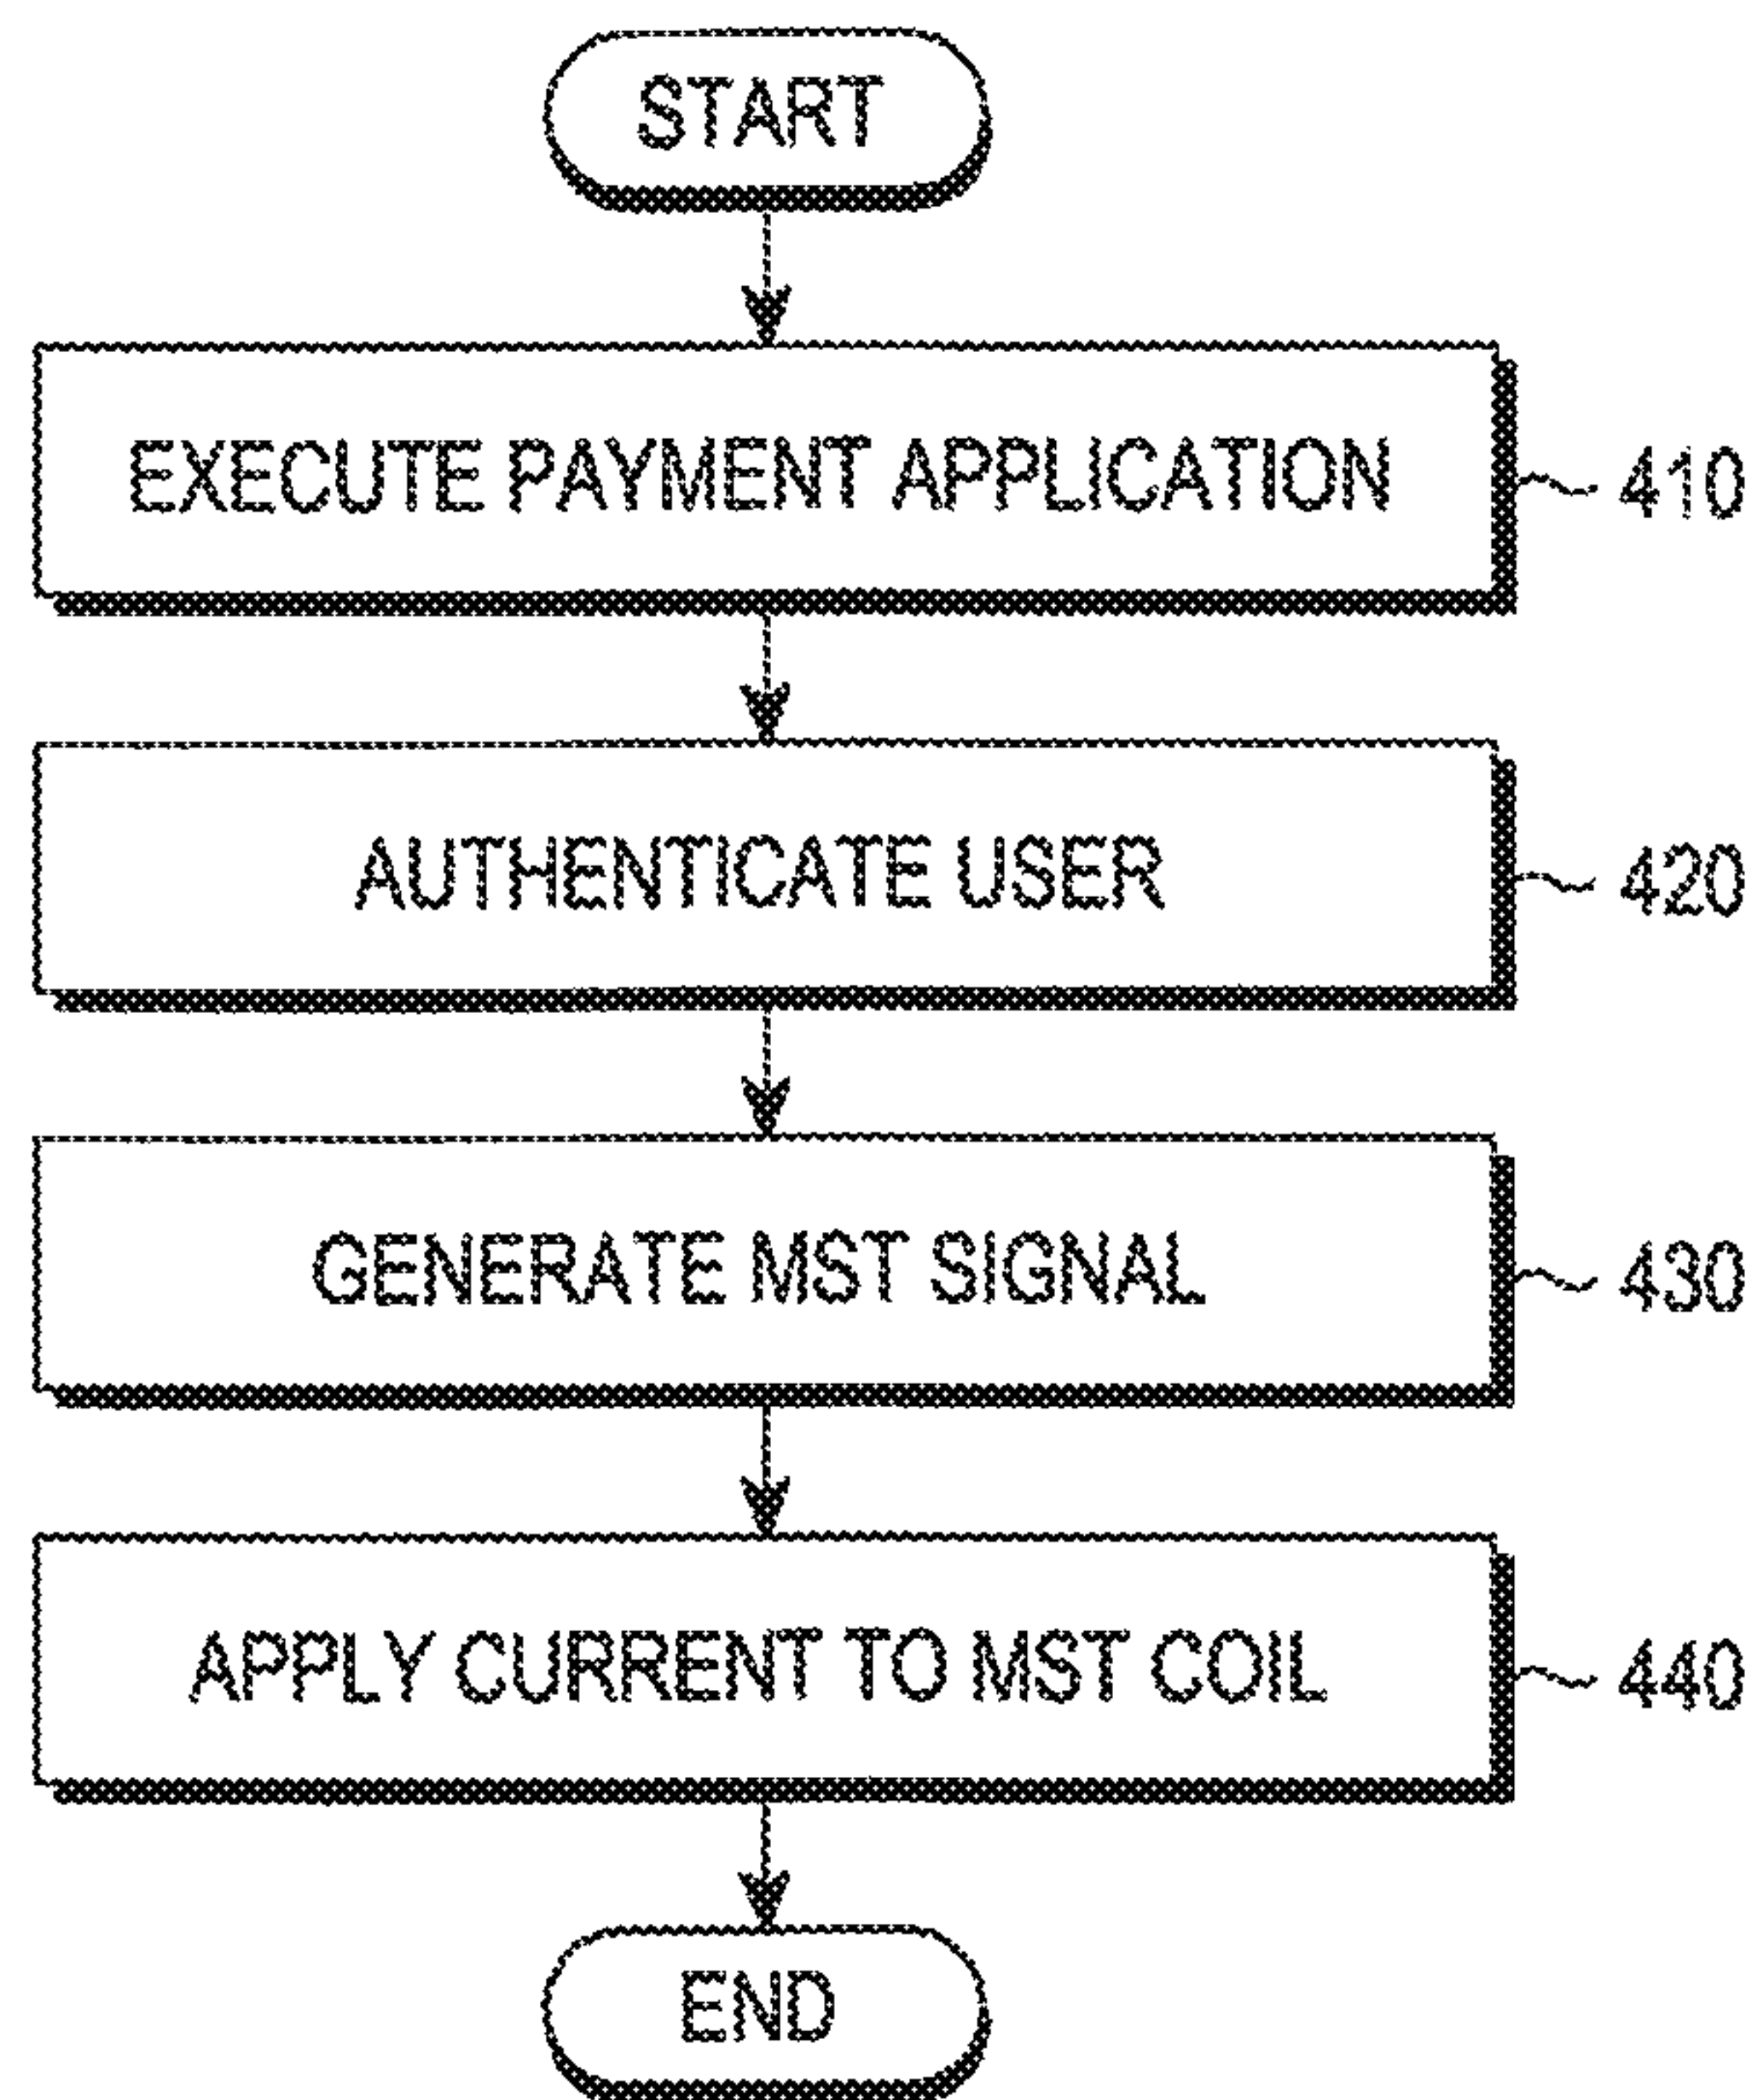 START
EXECUTE PAYMENT APPLICATION 410
AUTHENTICATE USER 420
GENERATE MST SIGNAL 430
APPLY CURRENT TO MST COIL 440
END